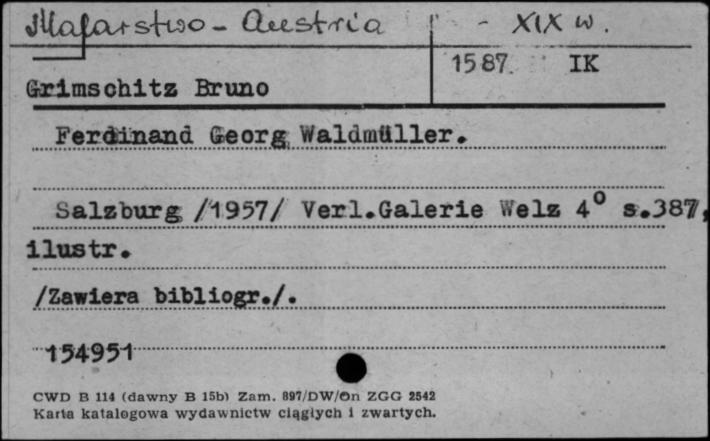 Malarstwo - Austria - XIX w.
1587 IK
Grimschitz Bruno
Ferdinand Georg Waldmüller.
Salzburg /1957/ Verl.Galerie Welz 4° s.387,
ilustr.
/Zawiera bibliogr./.
154951
CWD B 114 (dawny B 15b) Zam. 897/DW/On ZGG 2542
Karta katalogowa wydawnictw ciągłych i zwartych.